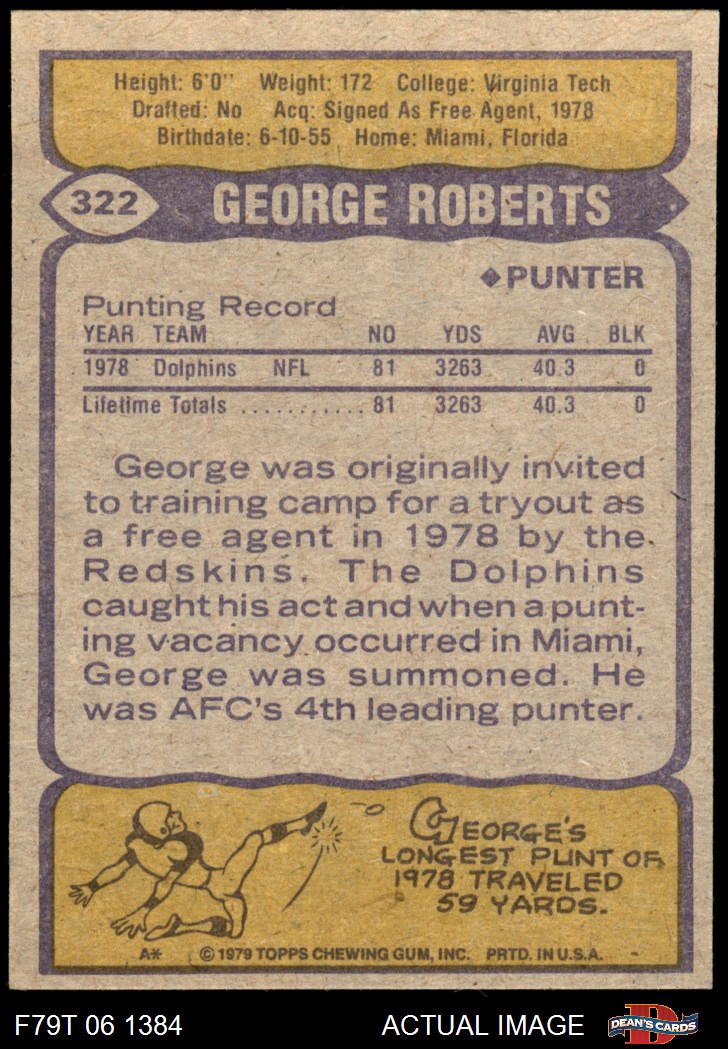 Height: 6'0" Weight: 172 College: Virginia Tech
Drafted: No Acq: Signed As Free Agent, 1978
Birthdate: 6-10-55 Home: Miami, Florida
322 GEORGE ROBERTS
◆PUNTER
Punting Record
YEAR TEAM NO YDS AVG BLK
1978 Dolphins NFL 81 3263 40.3 0
Lifetime Totals ........... 81 3263 40.3 0
George was originally invited
to training camp for a tryout as
a free agent in 1978 by the
Redskins. The Dolphins
caught his act and when a punt-
ing vacancy occurred in Miami,
George was summoned. He
was AFC's 4th leading punter.
GEORGE'S
LONGEST PUNT OF
1978 TRAVELED
59 YARDS.
A* © 1979 TOPPS CHEWING GUM, INC. PRTD. IN U.S.A.
F79T 06 1384 ACTUAL IMAGE D DEAN'S CARDS